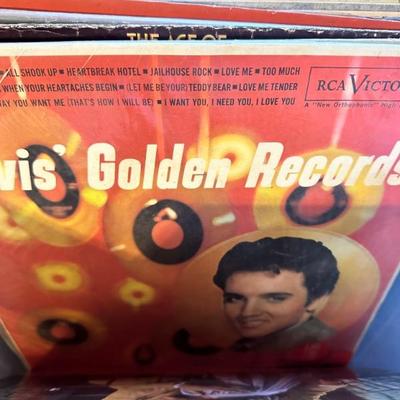 THE AGE OF
■ ALL SHOOK UP ■ HEARTBREAK HOTEL ■ JAILHOUSE ROCK ■ LOVE ME ■ TOO MUCH
WHEN YOUR HEARTACHES BEGIN ■ (LET ME BE YOUR) TEDDY BEAR ■ LOVE ME TENDER
WAY YOU WANT ME (THAT'S HOW I WILL BE) ■ I WANT YOU, I NEED YOU, I LOVE YOU
RCA VICTO
A "New Orthophonic" High
vis' Golden Records